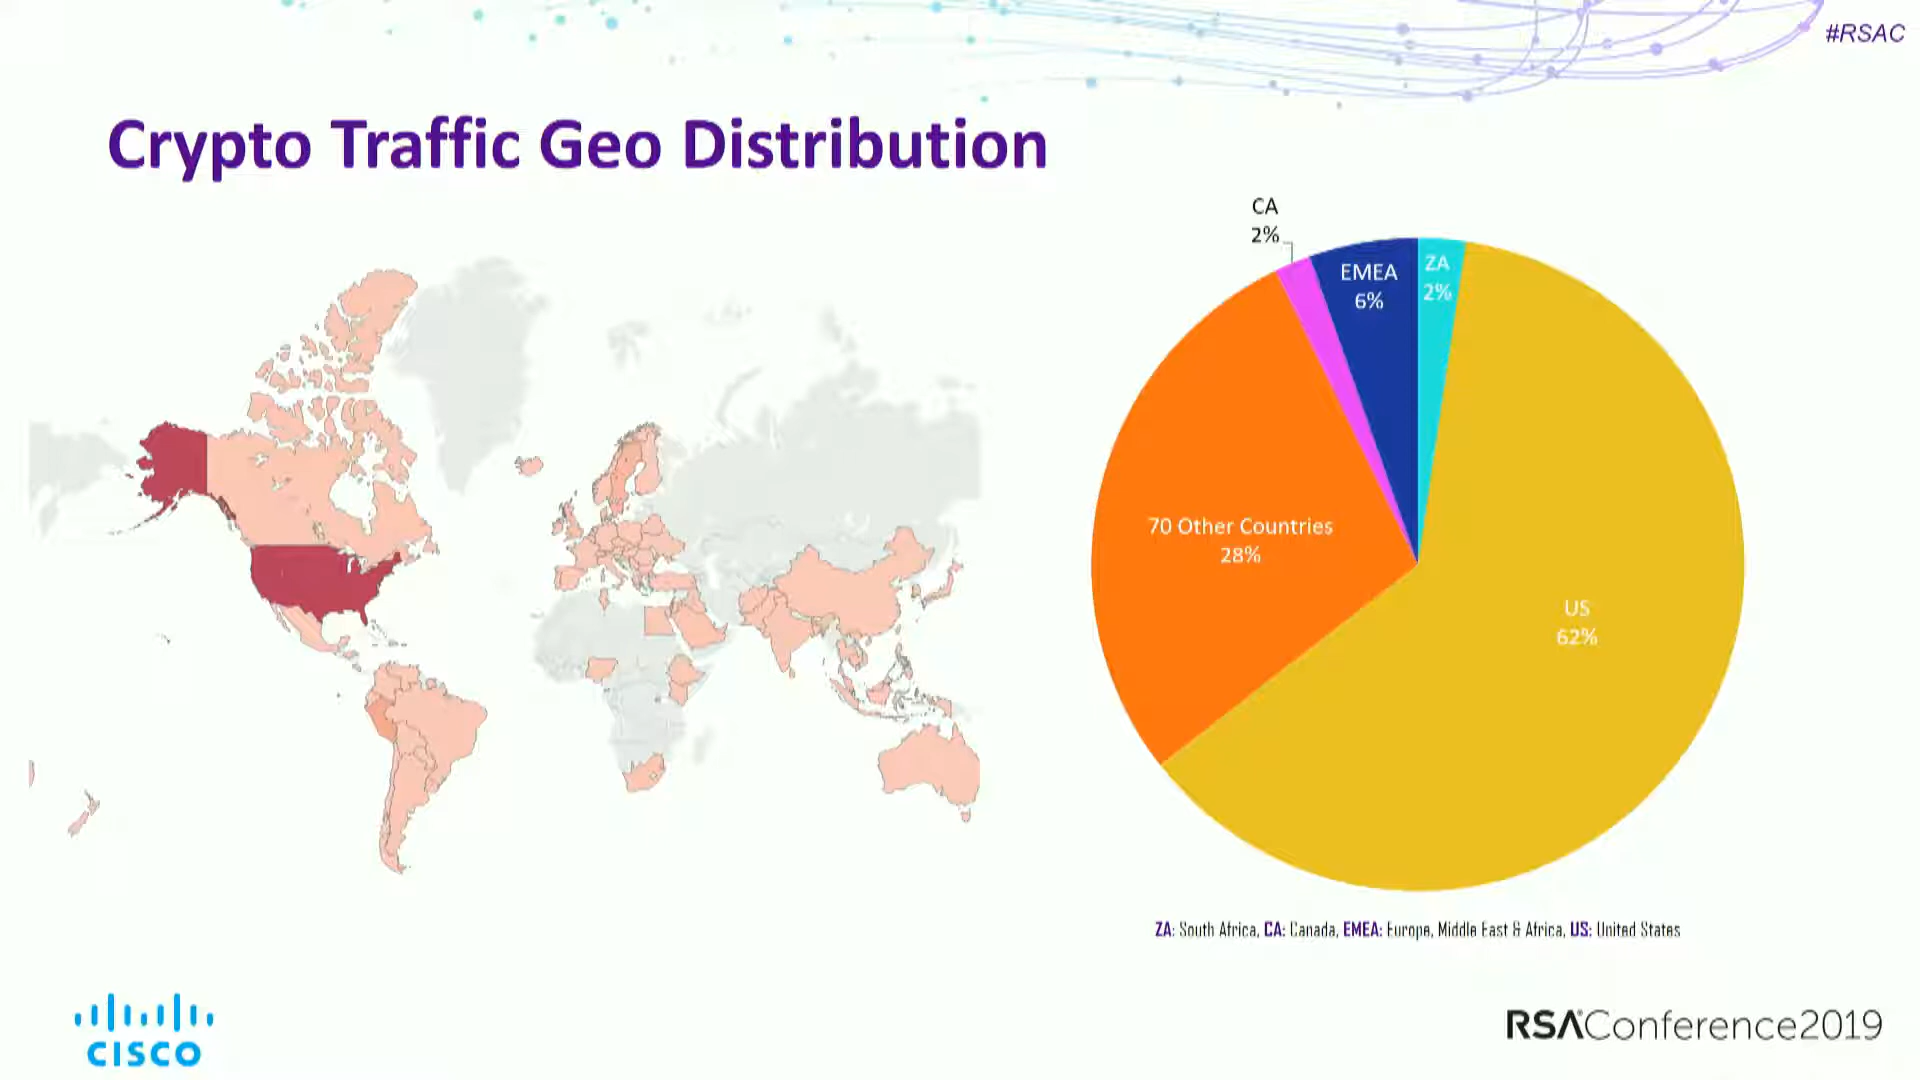 #RSAC
Crypto Traffic Geo Distribution
CA
2%
EMEA
6%
ZA
2%
70 Other Countries
28%
US
62%
ZA: South Africa, CA: Canada, EMEA: Europe, Middle East & Africa, US: United States
CISCO
RSAConference2019